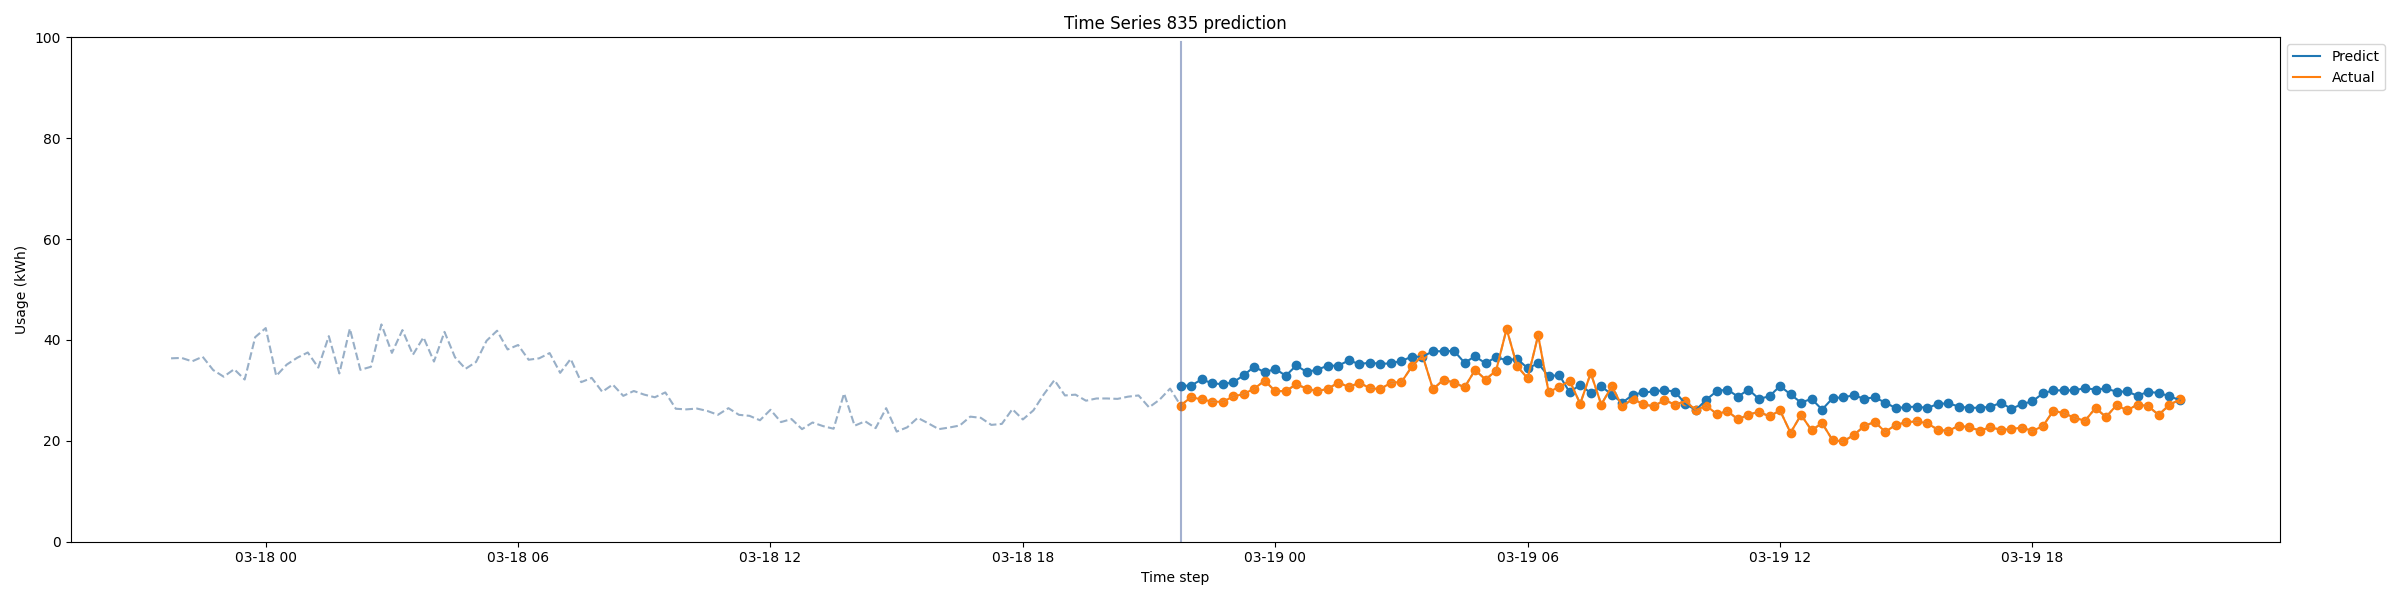 Time Series 835 prediction
Predict
Actual
Usage (kWh)
100
80
60
40
20
0
03-18 00
03-18 06
03-18 12
03-18 18
03-19 00
03-19 06
03-19 12
03-19 18
Time step